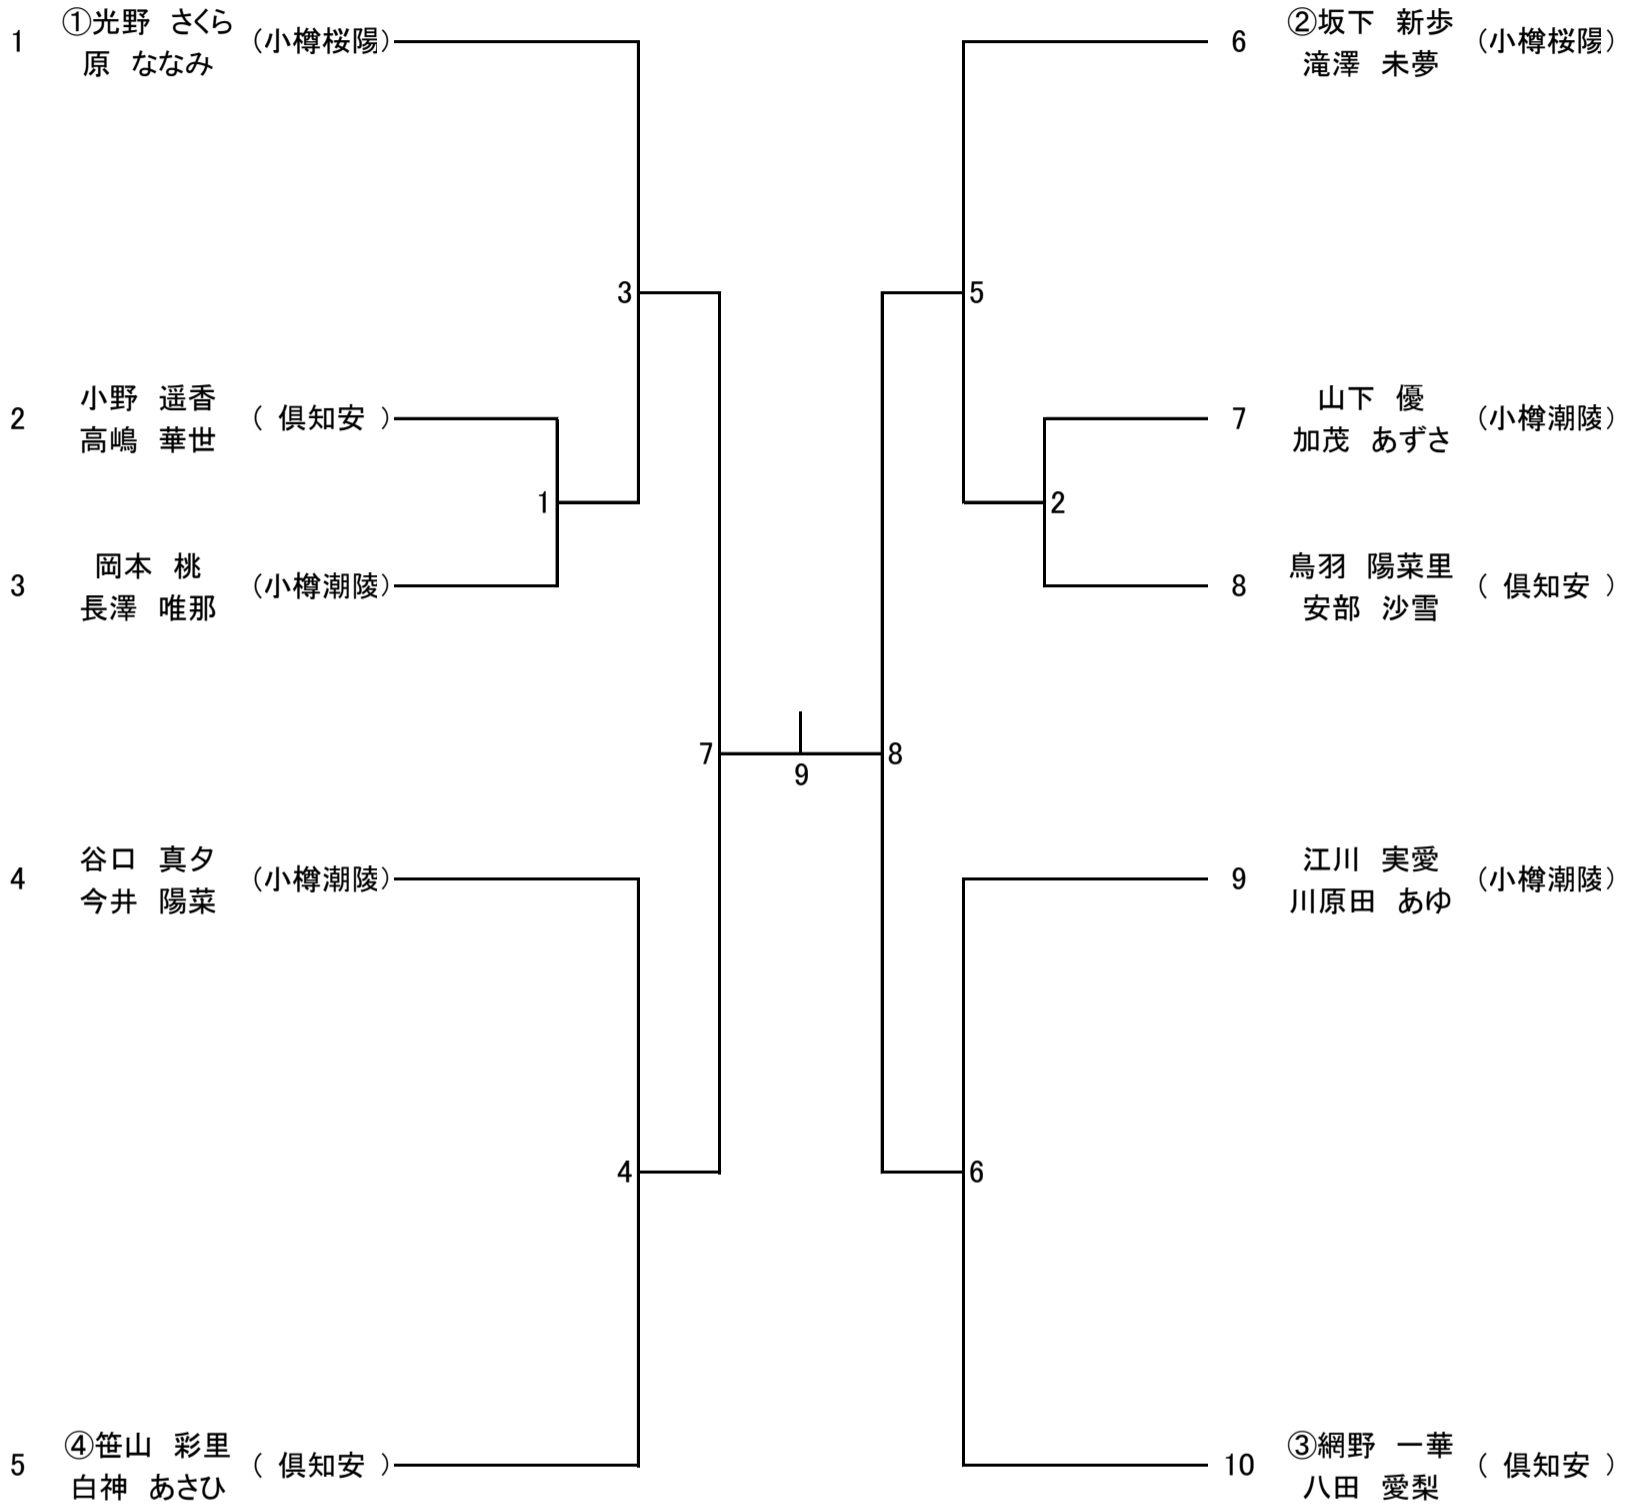 1 ①光野　さくら (小樽桜陽)
原　ななみ
3
2 小野　遥香 ( 倶知安 )
高嶋　華世
1
3 岡本　桃 (小樽潮陵)
長澤　唯那
7
9
4 谷口　真夕 (小樽潮陵)
今井　陽菜
4
5 ④笹山　彩里 ( 倶知安 )
白神　あさひ
6 ②坂下　新歩 (小樽桜陽)
滝澤　未夢
5
7 山下　優 (小樽潮陵)
加茂　あずさ
2
8 鳥羽　陽菜里 ( 倶知安 )
安部　沙雪
8
9 江川　実愛 (小樽潮陵)
川原田　あゆ
6
10 ③網野　一華 ( 倶知安 )
八田　愛梨